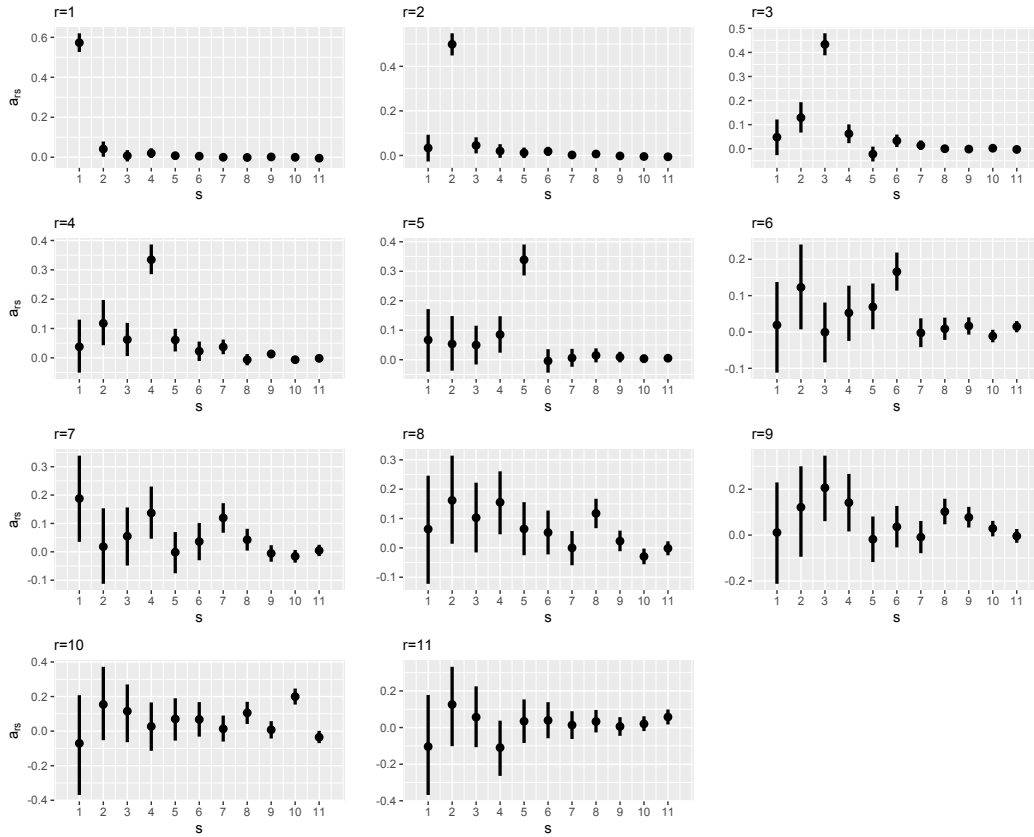 r=1 r=2 r=3
0.6 0.4 0.2 0.0
a_rs
1 2 3 4 5 6 7 8 9 10 11
s
0.4 0.2 0.0
1 2 3 4 5 6 7 8 9 10 11
s
0.5 0.4 0.3 0.2 0.1 0.0
1 2 3 4 5 6 7 8 9 10 11
s
r=4 r=5 r=6
0.4 0.3 0.2 0.1 0.0
a_rs
1 2 3 4 5 6 7 8 9 10 11
s
0.4 0.3 0.2 0.1 0.0
1 2 3 4 5 6 7 8 9 10 11
s
0.2 0.1 0.0 -0.1
1 2 3 4 5 6 7 8 9 10 11
s
r=7 r=8 r=9
0.3 0.2 0.1 0.0 -0.1
a_rs
1 2 3 4 5 6 7 8 9 10 11
s
0.3 0.2 0.1 0.0 -0.1
1 2 3 4 5 6 7 8 9 10 11
s
0.2 0.0 -0.2
1 2 3 4 5 6 7 8 9 10 11
s
r=10 r=11
0.4 0.2 0.0 -0.2 -0.4
a_rs
1 2 3 4 5 6 7 8 9 10 11
s
0.2 0.0 -0.2 -0.4
1 2 3 4 5 6 7 8 9 10 11
s